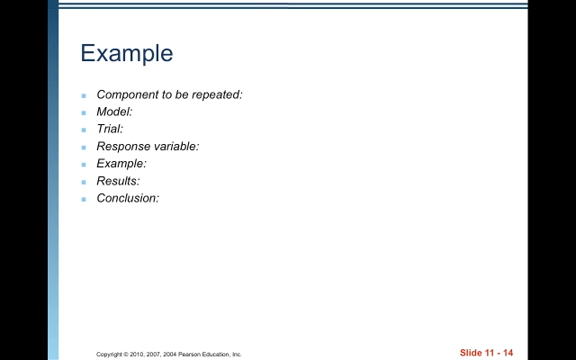 Example
Component to be repeated:
Model:
Trial:
Response variable:
Example:
Results:
Conclusion:
Copyright © 2010, 2007, 2004 Pearson Education, Inc.
Slide 11 - 14